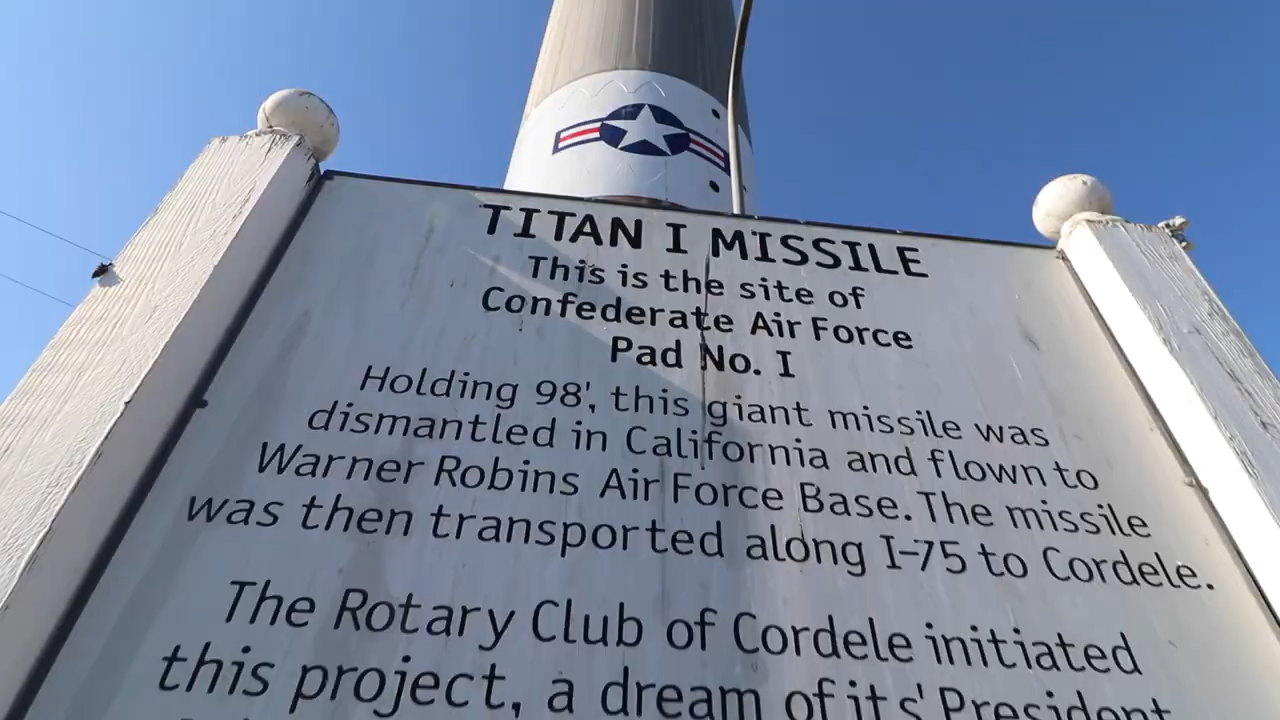 TITAN I MISSILE
This is the site of
Confederate Air Force
Pad No. I
Holding 98', this giant missile was
dismantled in California and flown to
Warner Robins Air Force Base. The missile
was then transported along I-75 to Cordele.
The Rotary Club of Cordele initiated
this project, a dream of its' President